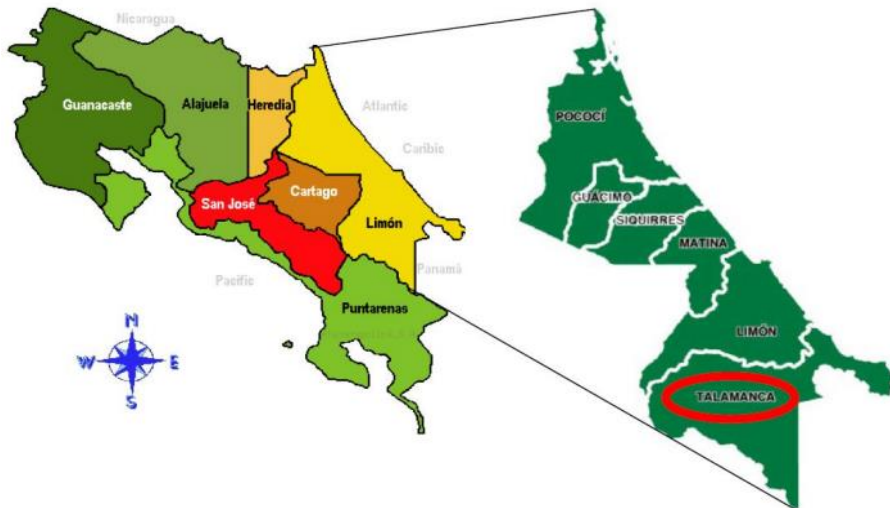 Nicaragua
Guanacaste
Alajuela
Heredia
Atlantic
Caribic
San José
Cartago
Limón
Pacific
Panamá
Puntarenas
N
W
E
S
POCOCÍ
GUÁCIMO
SIQUIRRES
MATINA
LIMÓN
TALAMANCA